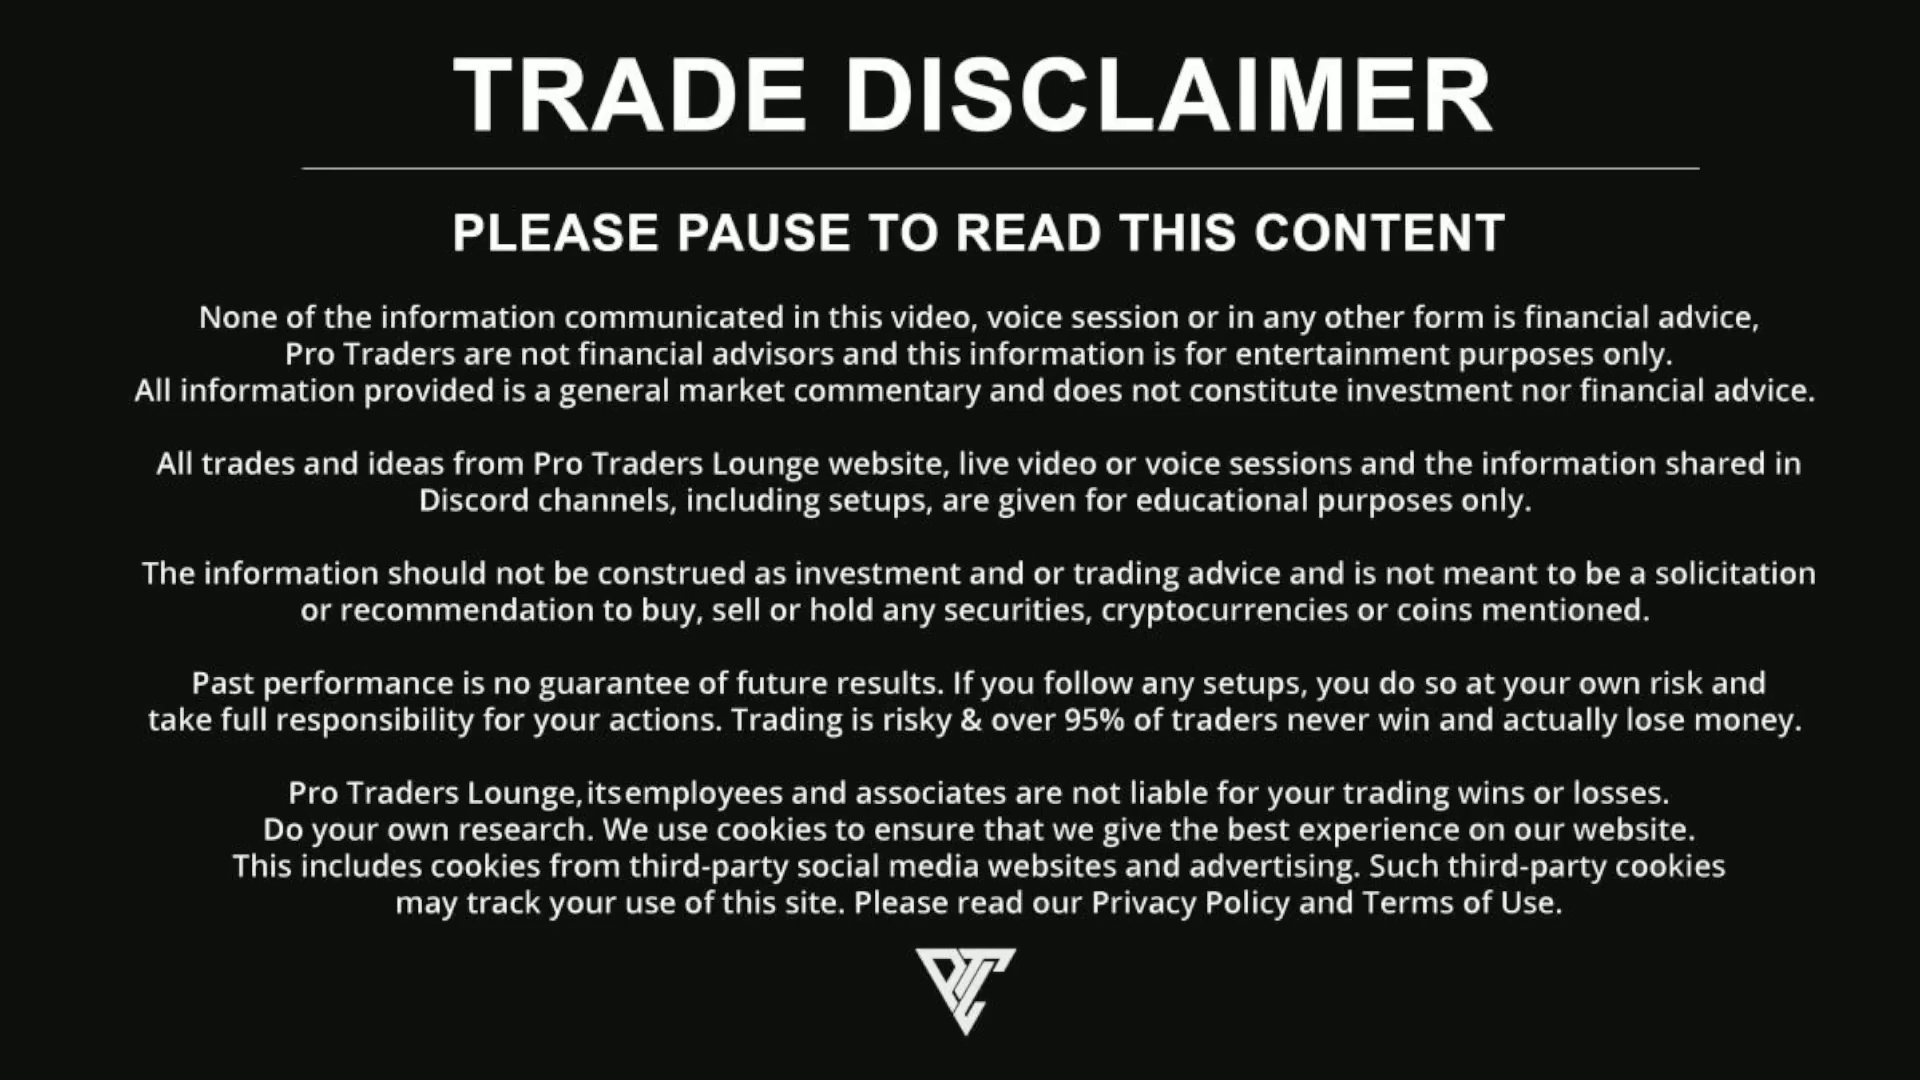 TRADE DISCLAIMER
PLEASE PAUSE TO READ THIS CONTENT
None of the information communicated in this video, voice session or in any other form is financial advice,
Pro Traders are not financial advisors and this information is for entertainment purposes only.
All information provided is a general market commentary and does not constitute investment nor financial advice.
All trades and ideas from Pro Traders Lounge website, live video or voice sessions and the information shared in
Discord channels, including setups, are given for educational purposes only.
The information should not be construed as investment and or trading advice and is not meant to be a solicitation
or recommendation to buy, sell or hold any securities, cryptocurrencies or coins mentioned.
Past performance is no guarantee of future results. If you follow any setups, you do so at your own risk and
take full responsibility for your actions. Trading is risky & over 95% of traders never win and actually lose money.
Pro Traders Lounge, its employees and associates are not liable for your trading wins or losses.
Do your own research. We use cookies to ensure that we give the best experience on our website.
This includes cookies from third-party social media websites and advertising. Such third-party cookies
may track your use of this site. Please read our Privacy Policy and Terms of Use.